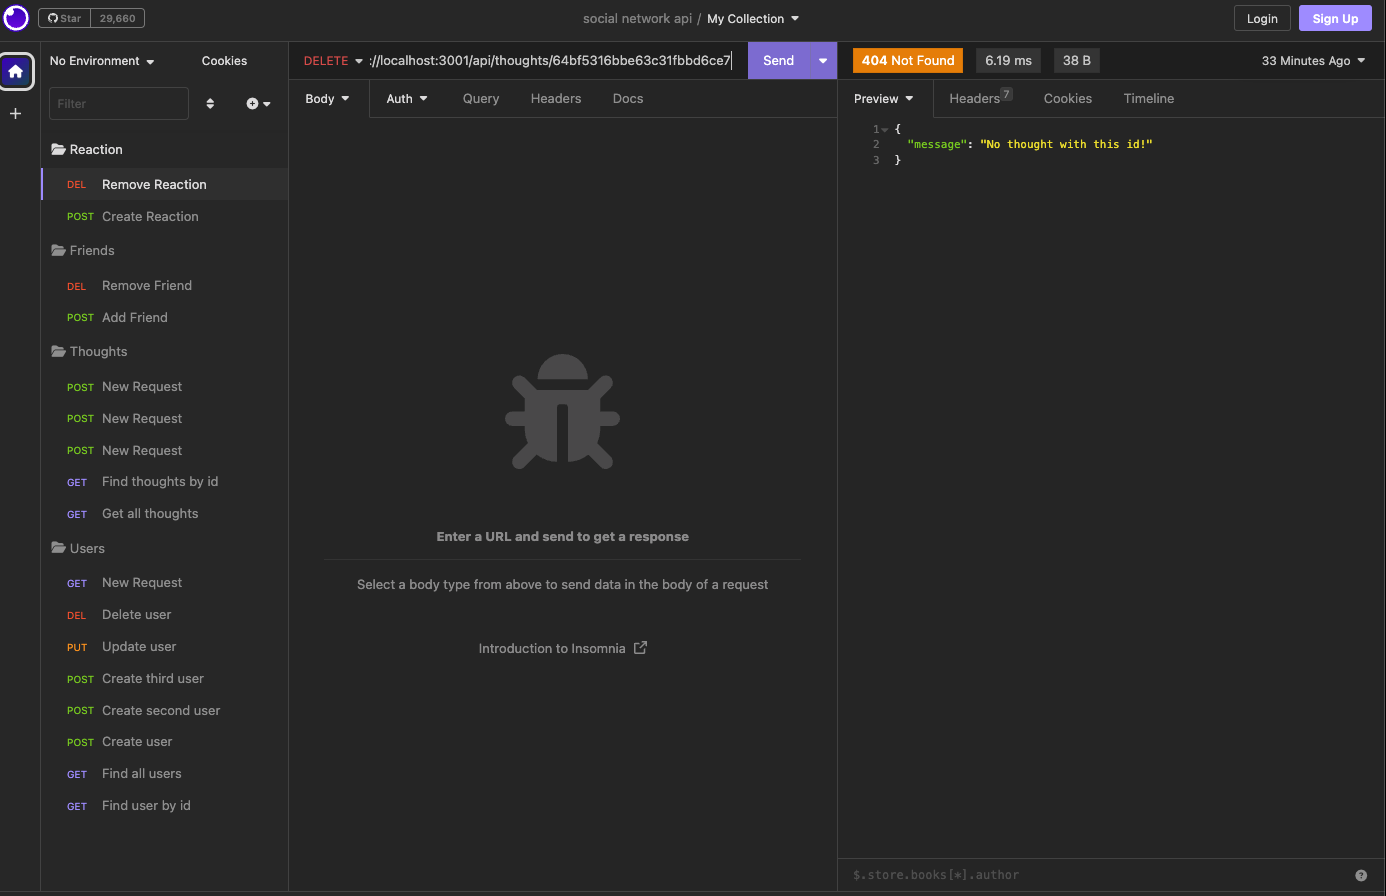 Star 29,660
social network api / My Collection
Login
Sign Up
No Environment
Cookies
Filter
Reaction
DEL Remove Reaction
POST Create Reaction
Friends
DEL Remove Friend
POST Add Friend
Thoughts
POST New Request
POST New Request
POST New Request
GET Find thoughts by id
GET Get all thoughts
Users
GET New Request
DEL Delete user
PUT Update user
POST Create third user
POST Create second user
POST Create user
GET Find all users
GET Find user by id
DELETE ://localhost:3001/api/thoughts/64bf5316bbe63c31fbbd6ce7 Send
Body Auth Query Headers Docs
Enter a URL and send to get a response
Select a body type from above to send data in the body of a request
Introduction to Insomnia
404 Not Found 6.19 ms 38 B 33 Minutes Ago
Preview Headers 7 Cookies Timeline
1 {
2 "message": "No thought with this id!"
3 }
$.store.books[*].author ?